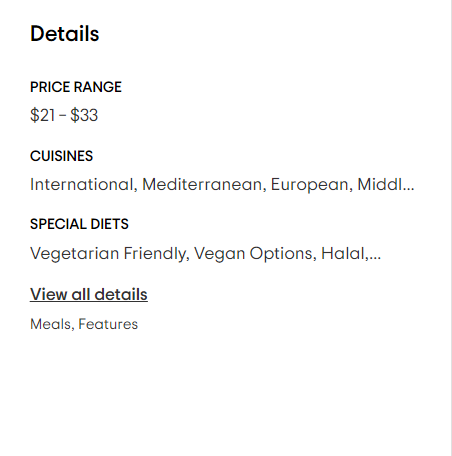 Details
PRICE RANGE
$21 – $33
CUISINES
International, Mediterranean, European, Middl...
SPECIAL DIETS
Vegetarian Friendly, Vegan Options, Halal,...
View all details
Meals, Features